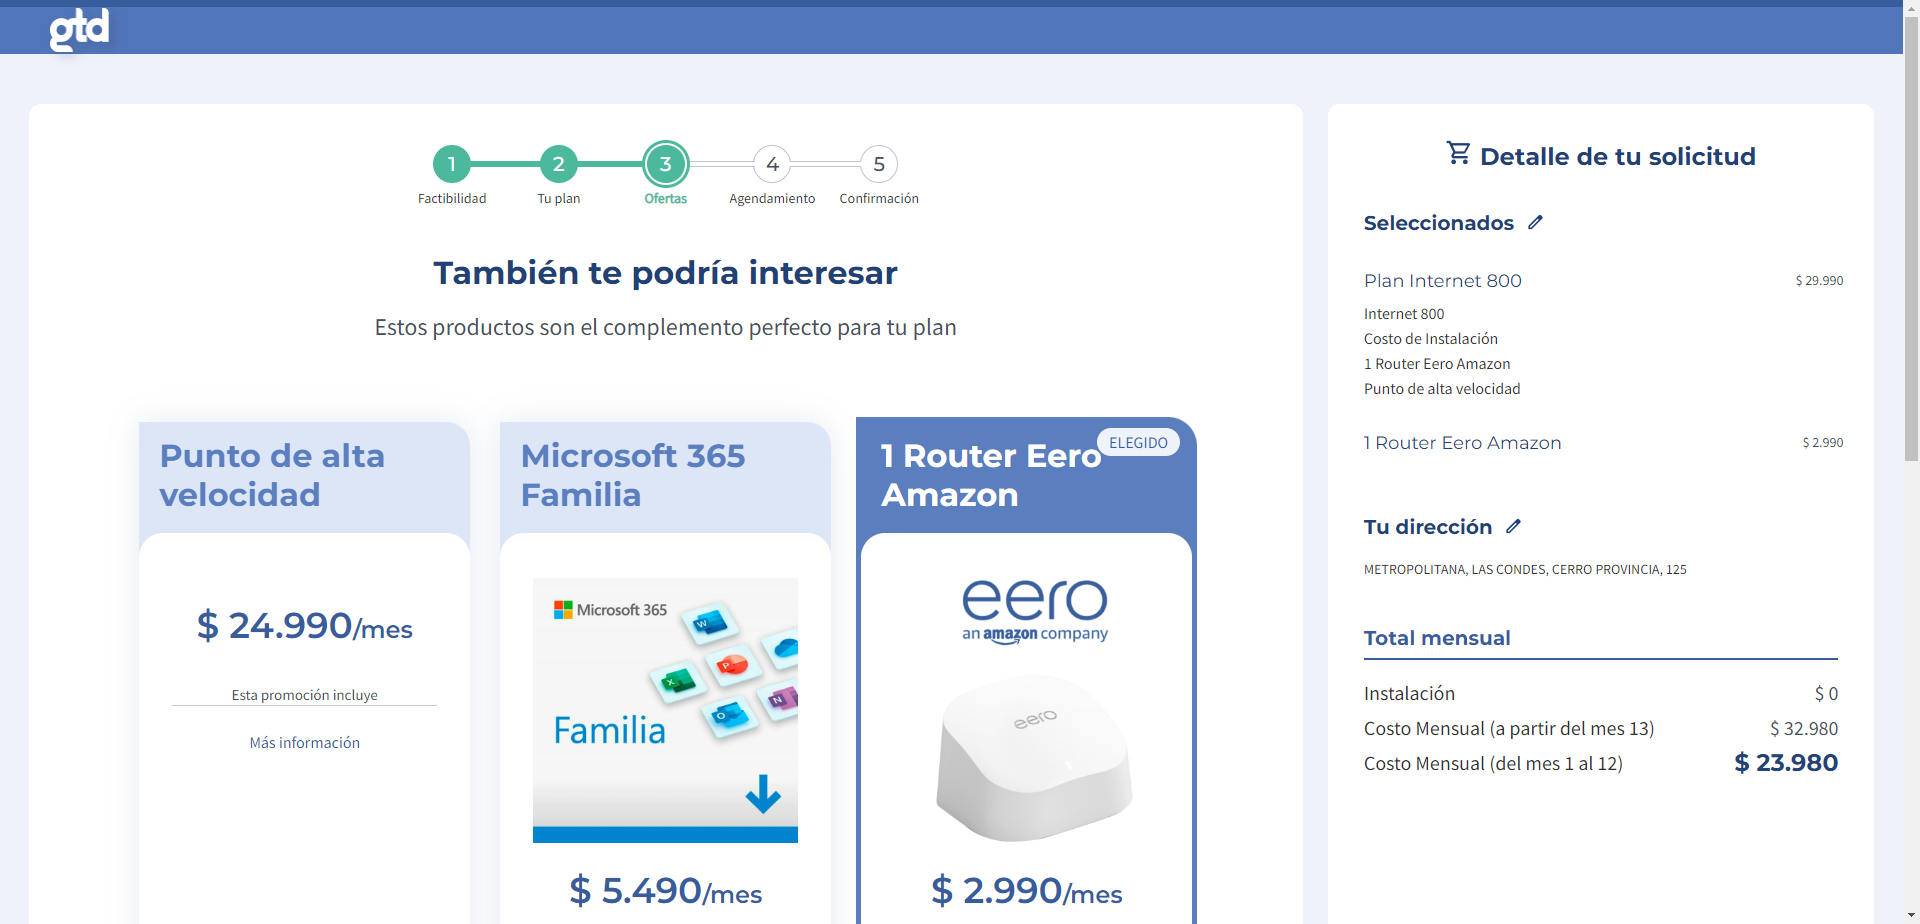 gtd
1
2
3
4
5
Factibilidad
Tu plan
Ofertas
Agendamiento
Confirmación
También te podría interesar
Estos productos son el complemento perfecto para tu plan
Punto de alta
velocidad
$ 24.990/mes
Esta promoción incluye
Más información
Microsoft 365
Familia
Microsoft 365
W
P
X
N
O
Familia
$ 5.490/mes
ELEGIDO
1 Router Eero
Amazon
eero
an amazon company
eero
$ 2.990/mes
Detalle de tu solicitud
Seleccionados
Plan Internet 800 $ 29.990
Internet 800
Costo de Instalación
1 Router Eero Amazon
Punto de alta velocidad
1 Router Eero Amazon $ 2.990
Tu dirección
METROPOLITANA, LAS CONDES, CERRO PROVINCIA, 125
Total mensual
Instalación $ 0
Costo Mensual (a partir del mes 13) $ 32.980
Costo Mensual (del mes 1 al 12) $ 23.980